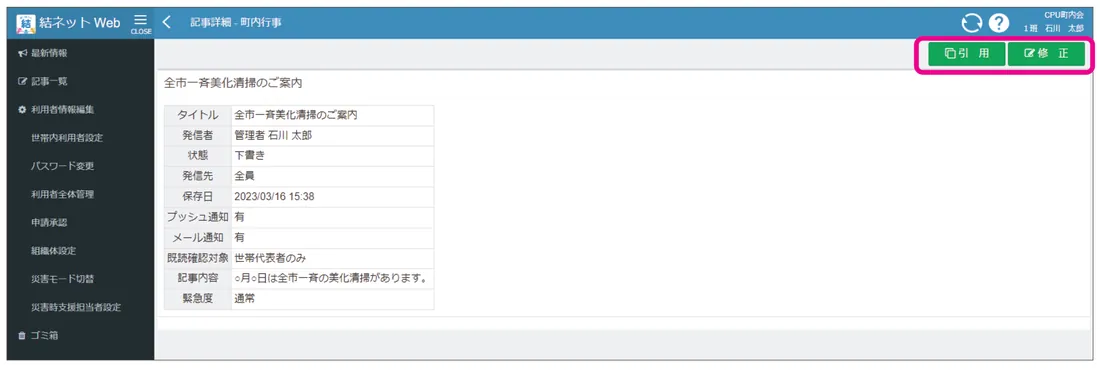 結ネット Web
CLOSE
記事詳細 - 町内行事
CPU町内会
1班 石川 太郎
最新情報
記事一覧
利用者情報編集
世帯内利用者設定
パスワード変更
利用者全体管理
申請承認
組織体設定
災害モード切替
災害時支援担当者設定
ゴミ箱
引 用
修 正
全市一斉美化清掃のご案内
タイトル 全市一斉美化清掃のご案内
発信者 管理者 石川 太郎
状態 下書き
発信先 全員
保存日 2023/03/16 15:38
プッシュ通知 有
メール通知 有
既読確認対象 世帯代表者のみ
記事内容 ○月○日は全市一斉の美化清掃があります。
緊急度 通常